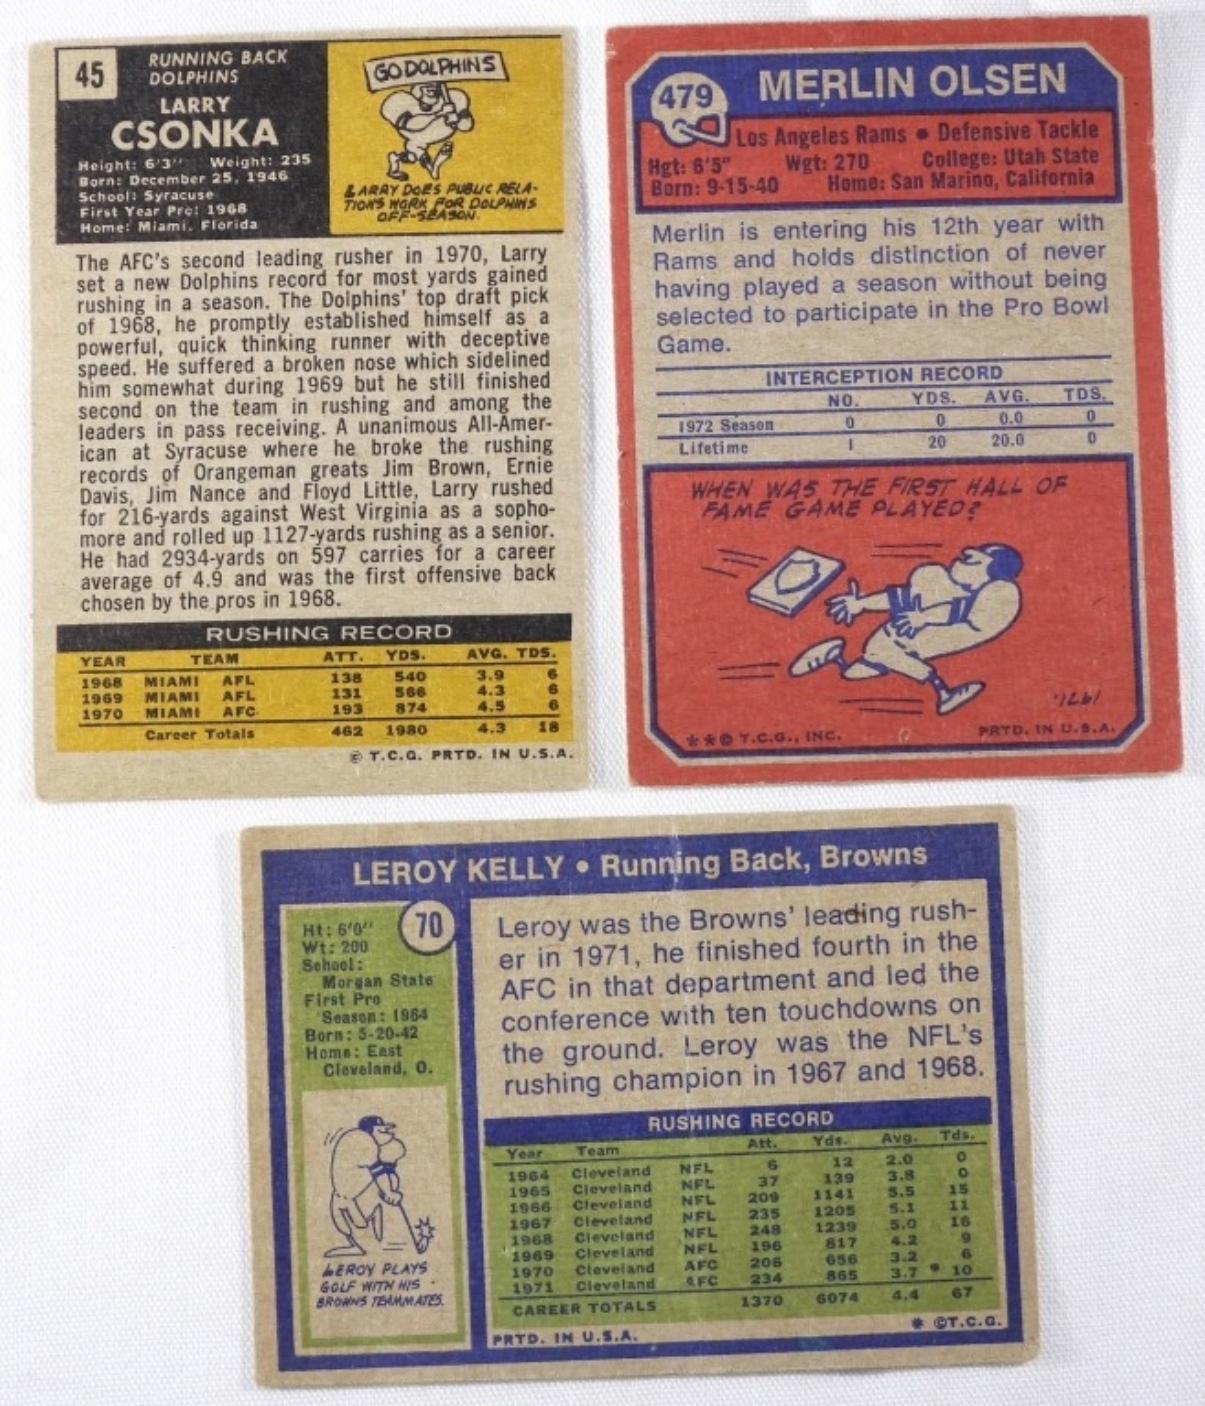 45
RUNNING BACK
DOLPHINS
LARRY
CSONKA
Height: 6'3" Weight: 235
Born: December 25, 1946
School: Syracuse
First Year Pro: 1968
Home: Miami, Florida
GO DOLPHINS
LARRY DOES PUBLIC RELA-
TIONS WORK FOR DOLPHINS
OFF-SEASON.
The AFC's second leading rusher in 1970, Larry
set a new Dolphins record for most yards gained
rushing in a season. The Dolphins' top draft pick
of 1968, he promptly established himself as a
powerful, quick thinking runner with deceptive
speed. He suffered a broken nose which sidelined
him somewhat during 1969 but he still finished
second on the team in rushing and among the
leaders in pass receiving. A unanimous All-Amer-
ican at Syracuse where he broke the rushing
records of Orangeman greats Jim Brown, Ernie
Davis, Jim Nance and Floyd Little, Larry rushed
for 216-yards against West Virginia as a sopho-
more and rolled up 1127-yards rushing as a senior.
He had 2934-yards on 597 carries for a career
average of 4.9 and was the first offensive back
chosen by the pros in 1968.
RUSHING RECORD
YEAR TEAM ATT. YDS. AVG. TDS.
1968 MIAMI AFL 138 540 3.9 6
1969 MIAMI AFL 131 566 4.3 6
1970 MIAMI AFC 193 874 4.5 6
Career Totals 462 1980 4.3 18
© T.C.G. PRTD. IN U.S.A.
479
MERLIN OLSEN
Los Angeles Rams • Defensive Tackle
Hgt: 6'5" Wgt: 270 College: Utah State
Born: 9-15-40 Home: San Marino, California
Merlin is entering his 12th year with
Rams and holds distinction of never
having played a season without being
selected to participate in the Pro Bowl
Game.
INTERCEPTION RECORD
NO. YDS. AVG. TDS.
1972 Season 0 0 0.0 0
Lifetime 1 20 20.0 0
WHEN WAS THE FIRST HALL OF
FAME GAME PLAYED?
1971.
**© T.C.G., INC. PRTD. IN U.S.A.
LEROY KELLY • Running Back, Browns
70
Ht: 6'0"
Wt: 200
School:
Morgan State
First Pro
Season: 1964
Born: 5-20-42
Home: East
Cleveland, O.
LEROY PLAYS
GOLF WITH HIS
BROWNS TEAMMATES.
Leroy was the Browns' leading rush-
er in 1971, he finished fourth in the
AFC in that department and led the
conference with ten touchdowns on
the ground. Leroy was the NFL's
rushing champion in 1967 and 1968.
RUSHING RECORD
Year Team Att. Yds. Avg. Tds.
1964 Cleveland NFL 6 12 2.0 0
1965 Cleveland NFL 37 139 3.8 0
1966 Cleveland NFL 209 1141 5.5 15
1967 Cleveland NFL 235 1205 5.1 11
1968 Cleveland NFL 248 1239 5.0 16
1969 Cleveland NFL 196 817 4.2 9
1970 Cleveland AFC 206 656 3.2 6
1971 Cleveland AFC 234 865 3.7 * 10
CAREER TOTALS 1370 6074 4.4 67
PRTD. IN U.S.A. * ©T.C.G.